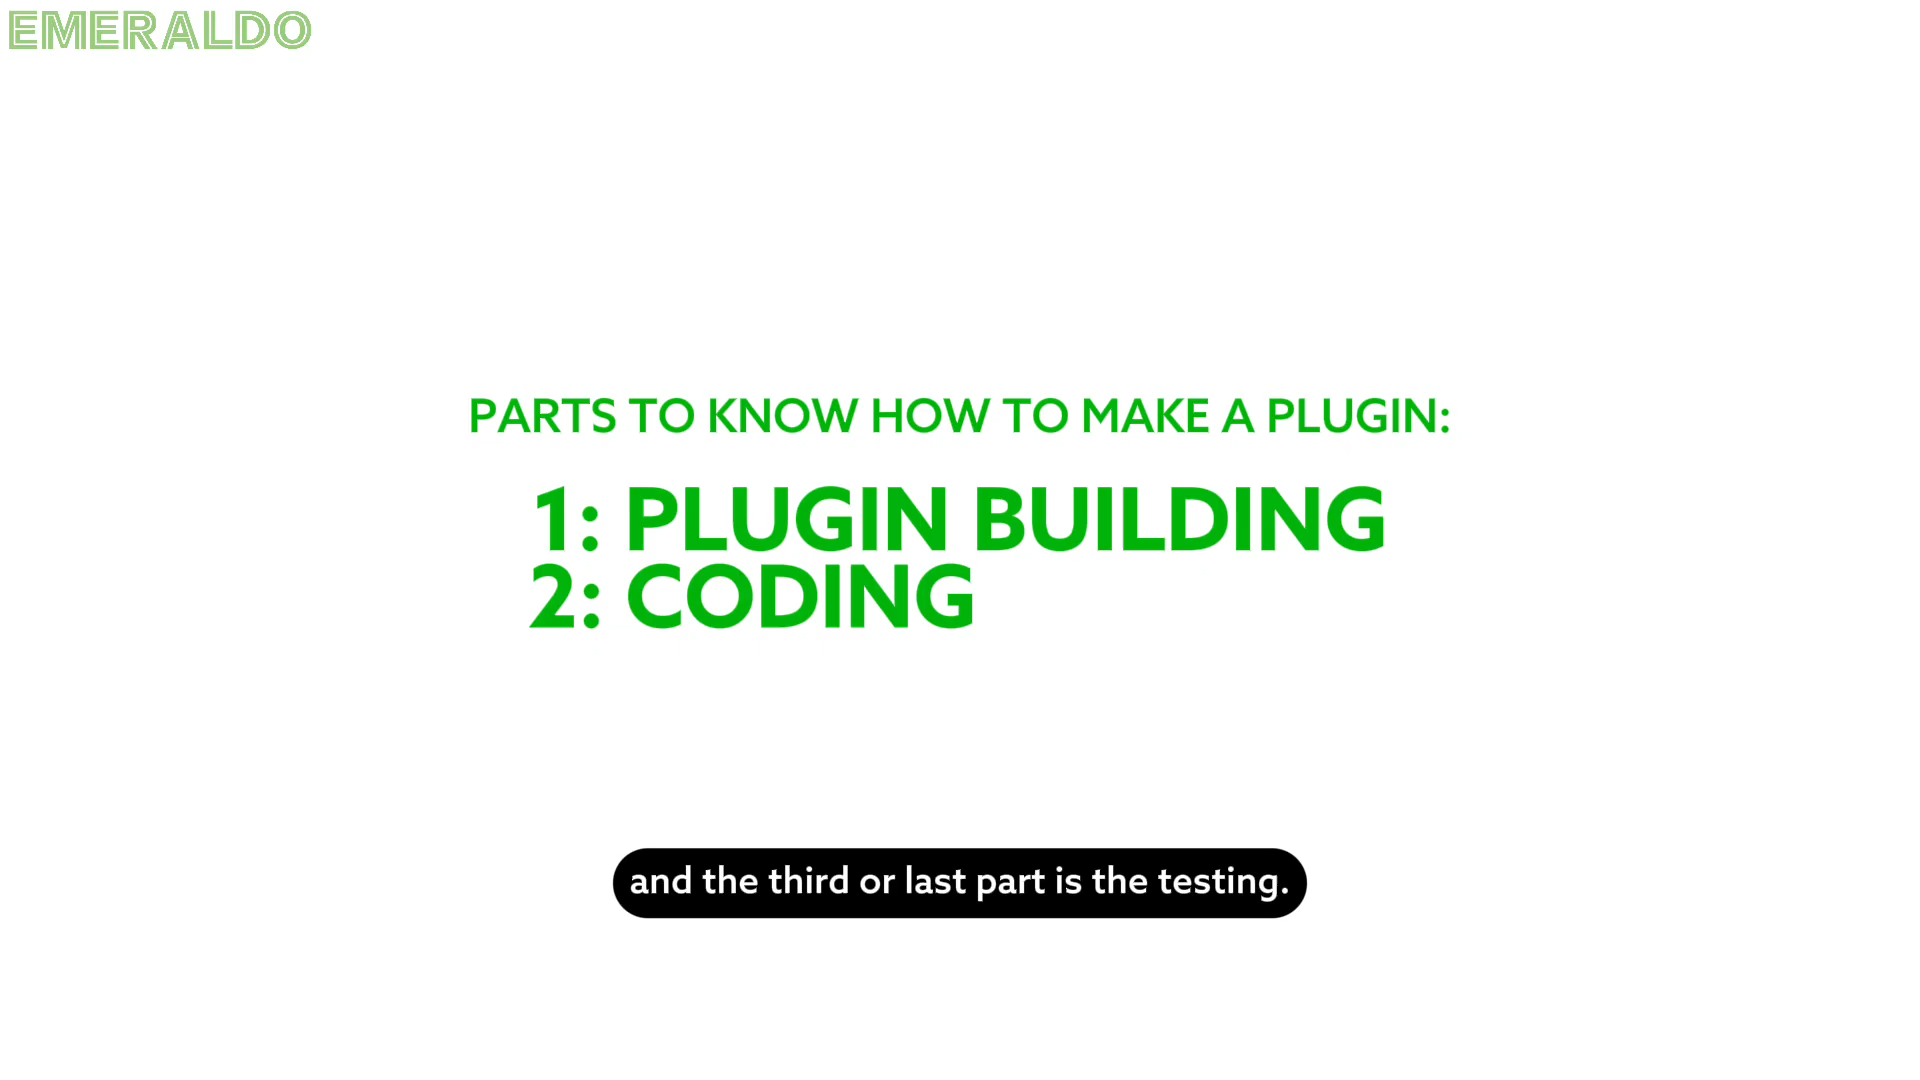 EMERALDO
PARTS TO KNOW HOW TO MAKE A PLUGIN:
1: PLUGIN BUILDING
2: CODING
and the third or last part is the testing.